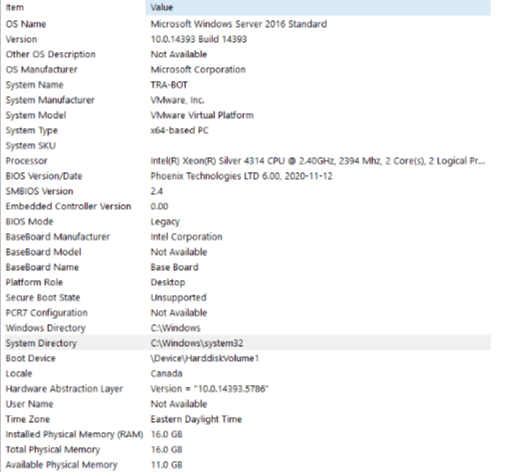 Item Value
OS Name Microsoft Windows Server 2016 Standard
Version 10.0.14393 Build 14393
Other OS Description Not Available
OS Manufacturer Microsoft Corporation
System Name TRA-BOT
System Manufacturer VMware, Inc.
System Model VMware Virtual Platform
System Type x64-based PC
System SKU
Processor Intel(R) Xeon(R) Silver 4314 CPU @ 2.40GHz, 2394 Mhz, 2 Core(s), 2 Logical Pr...
BIOS Version/Date Phoenix Technologies LTD 6.00, 2020-11-12
SMBIOS Version 2.4
Embedded Controller Version 0.00
BIOS Mode Legacy
BaseBoard Manufacturer Intel Corporation
BaseBoard Model Not Available
BaseBoard Name Base Board
Platform Role Desktop
Secure Boot State Unsupported
PCR7 Configuration Not Available
Windows Directory C:\Windows
System Directory C:\Windows\system32
Boot Device \Device\HarddiskVolume1
Locale Canada
Hardware Abstraction Layer Version = "10.0.14393.5786"
User Name Not Available
Time Zone Eastern Daylight Time
Installed Physical Memory (RAM) 16.0 GB
Total Physical Memory 16.0 GB
Available Physical Memory 11.0 GB